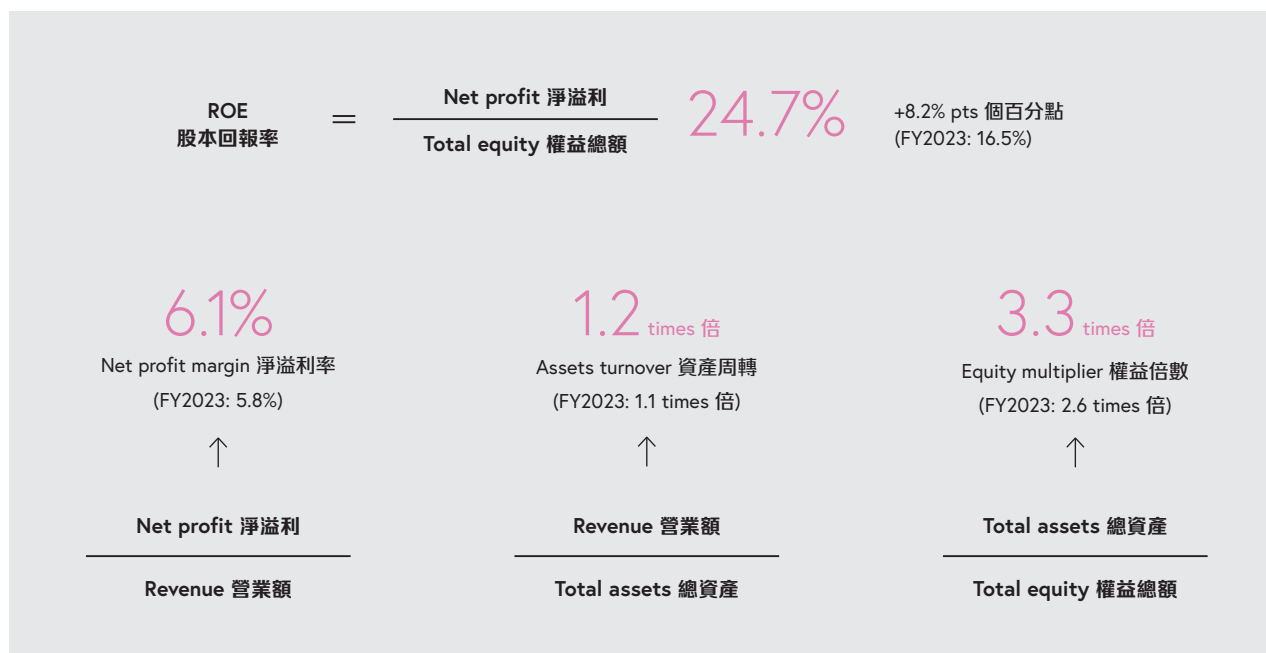 ROE
股本回報率
=
Net profit 淨溢利
Total equity 權益總額
24.7%
+8.2% pts 個百分點
(FY2023: 16.5%)
6.1%
Net profit margin 淨溢利率
(FY2023: 5.8%)
↑
Net profit 淨溢利
Revenue 營業額
1.2 times 倍
Assets turnover 資產周轉
(FY2023: 1.1 times 倍)
↑
Revenue 營業額
Total assets 總資產
3.3 times 倍
Equity multiplier 權益倍數
(FY2023: 2.6 times 倍)
↑
Total assets 總資產
Total equity 權益總額